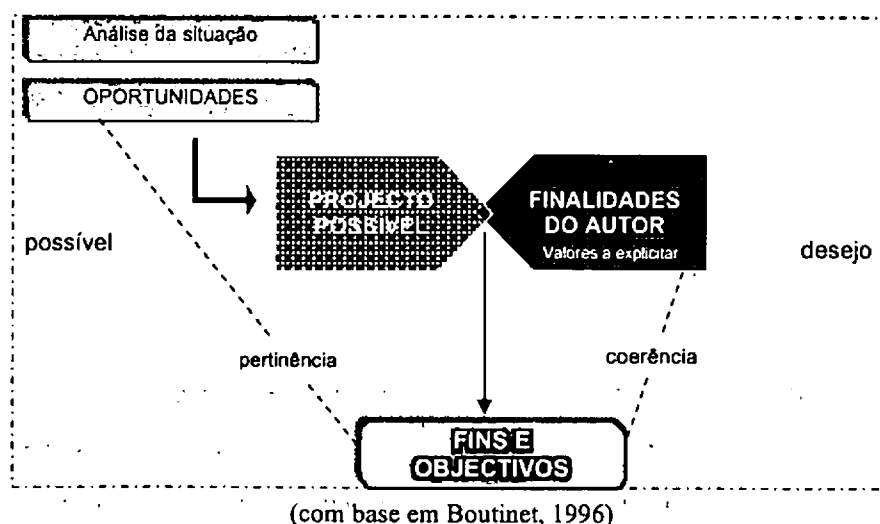 Análise da situação
OPORTUNIDADES
PROJECTO
POSSÍVEL
FINALIDADES
DO AUTOR
Valores a explicitar
possível
desejo
pertinência
coerência
FINS E
OBJECTIVOS
(com base em Boutinet, 1996)